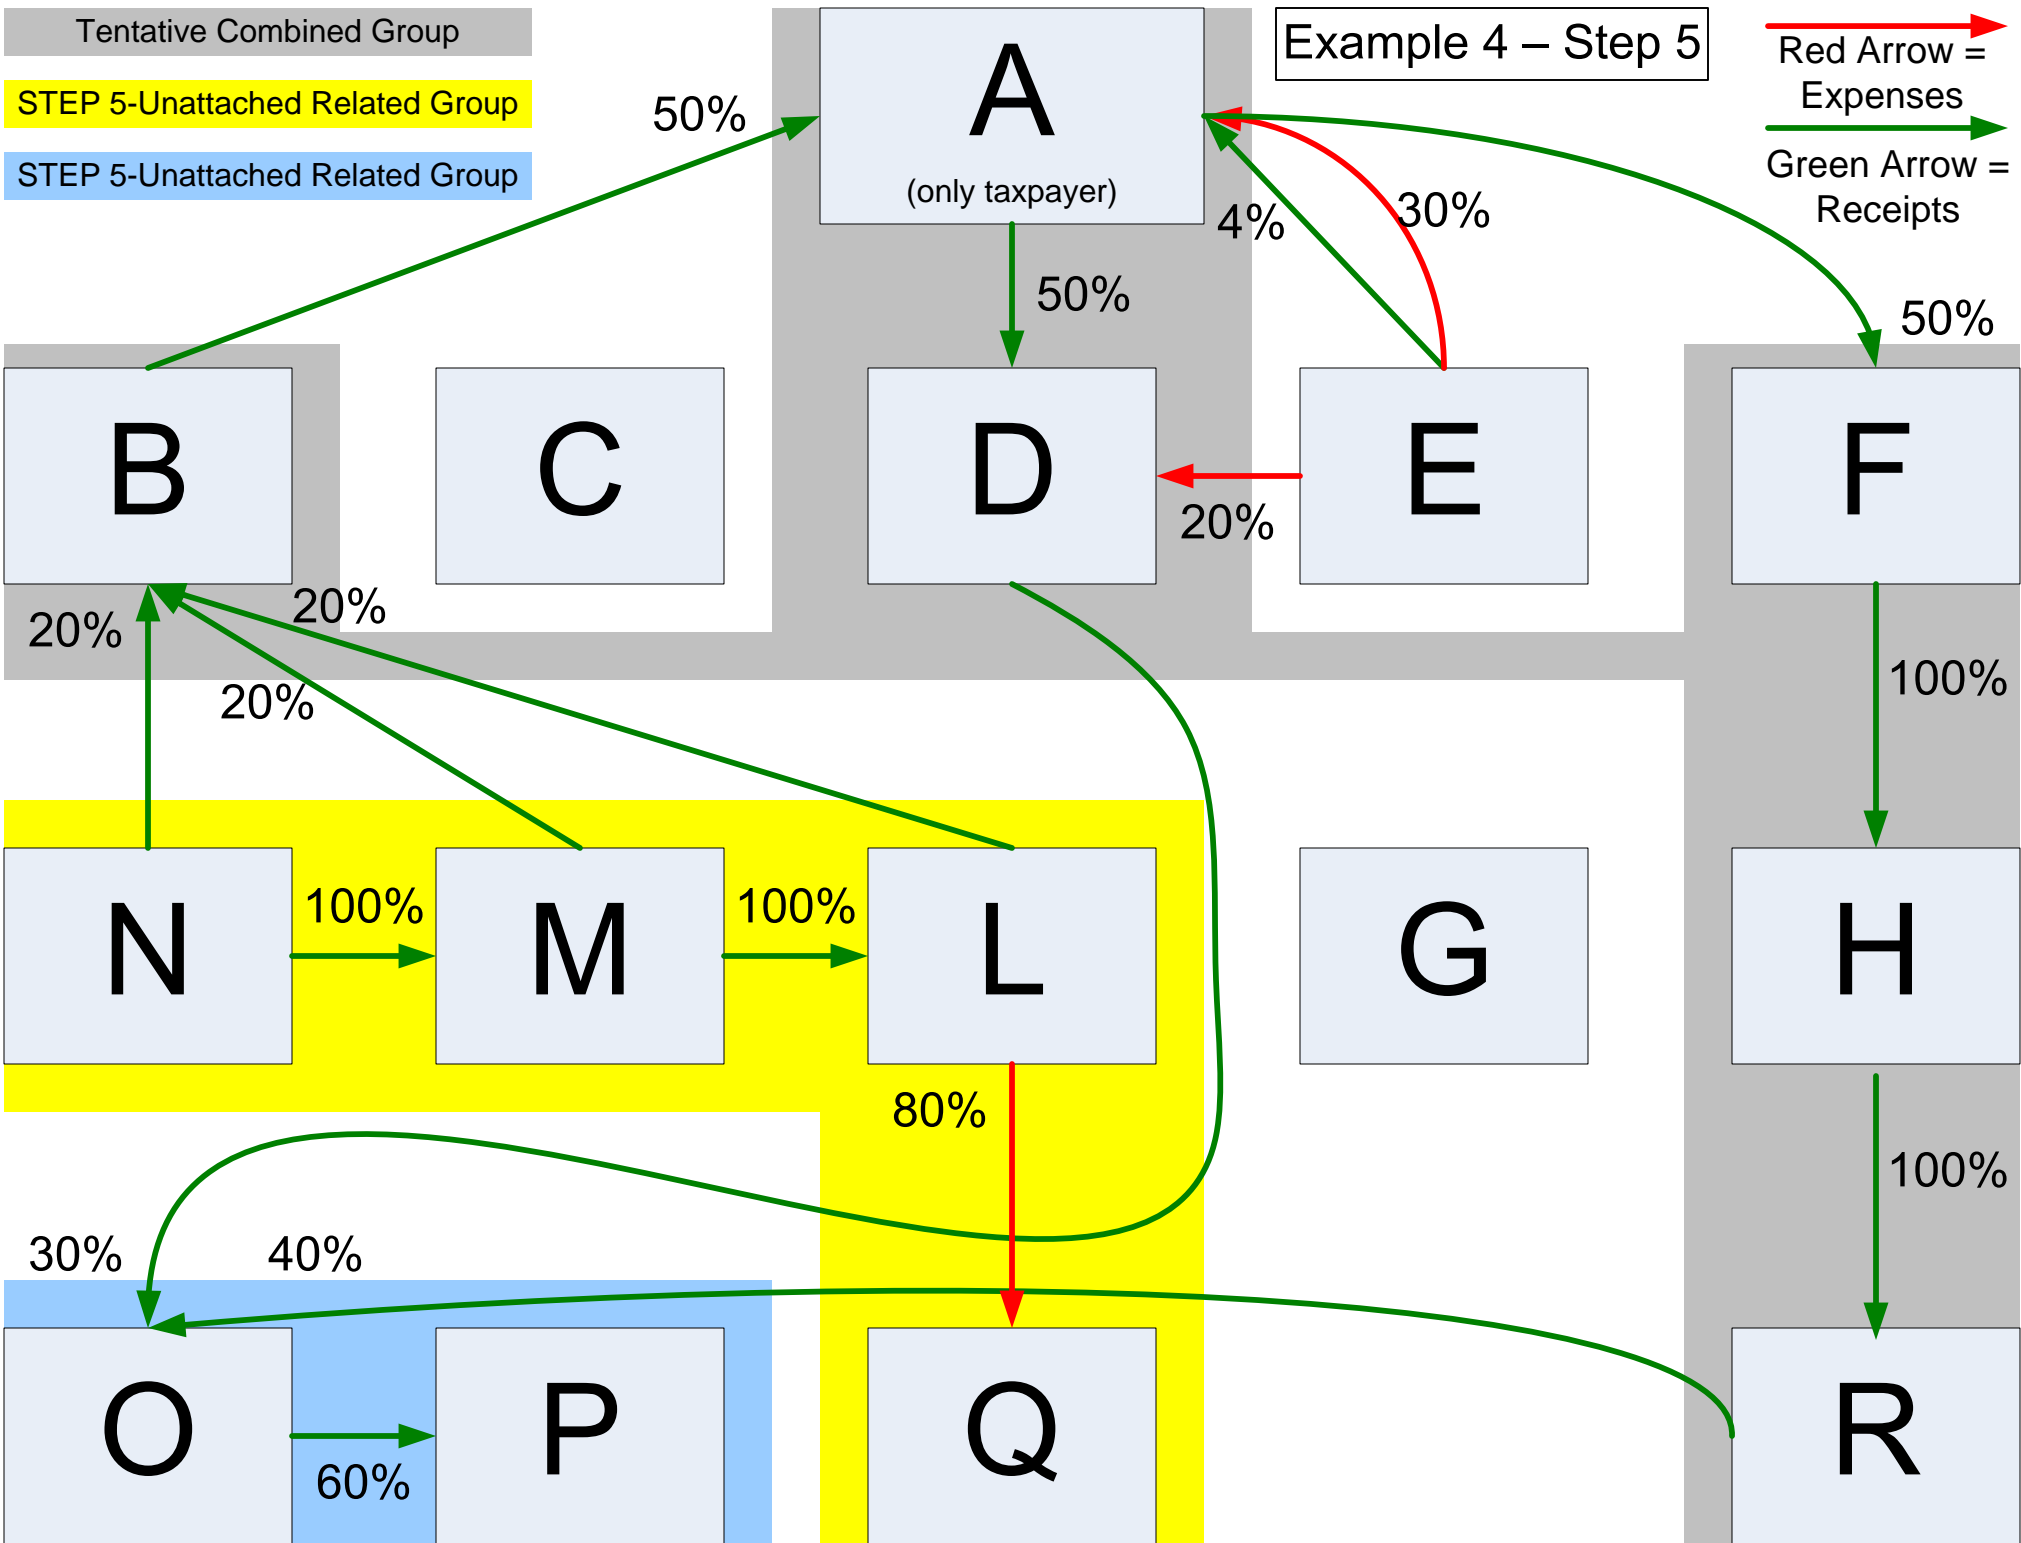 Tentative Combined Group
STEP 5-Unattached Related Group
STEP 5-Unattached Related Group
Example 4 – Step 5
Red Arrow =
Expenses
Green Arrow =
Receipts
A
(only taxpayer)
50%
4%
30%
50%
50%
B
C
D
E
F
20%
20%
20%
20%
100%
N
100%
M
100%
L
G
H
80%
100%
30%
40%
O
60%
P
Q
R